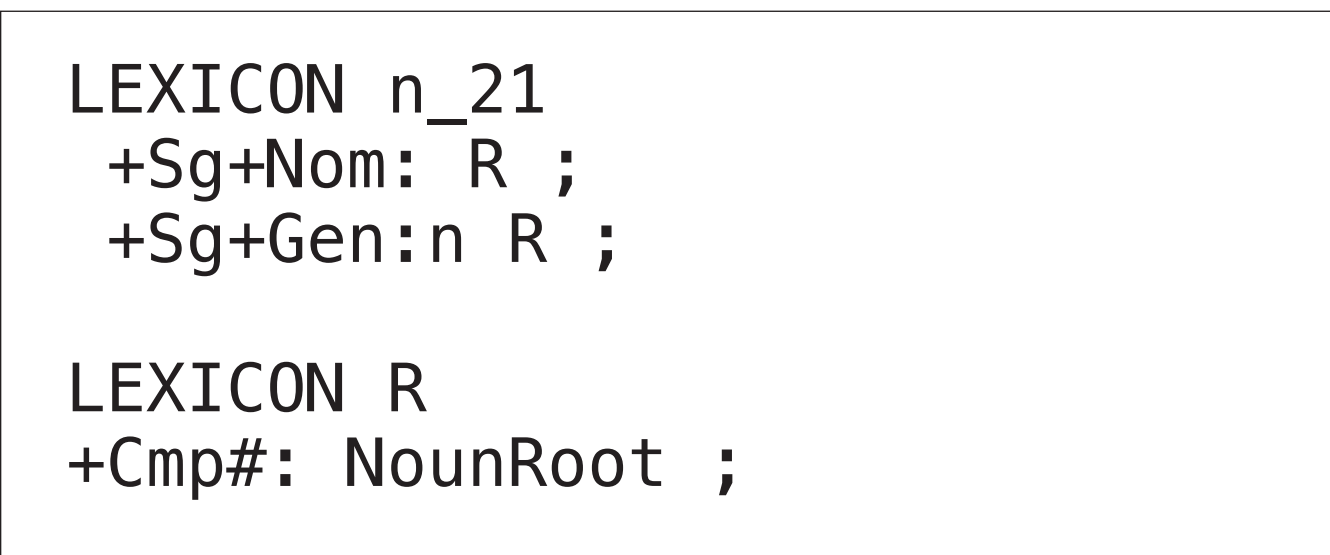 LEXICON n_21
+Sg+Nom: R ;
+Sg+Gen:n R ;
LEXICON R
+Cmp#: NounRoot ;